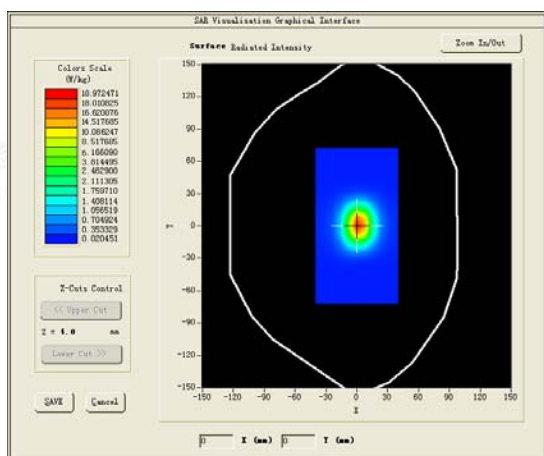 SAR Visualisation Graphical Interface
Surface Radiated Intensity
Zoom In/Out
Colors Scale
(W/kg)
18.972471
18.010825
16.620876
14.517685
10.086247
8.517685
6.166090
3.814495
2.462900
2.111305
1.759710
1.408114
1.056519
0.704924
0.353329
0.020451
Z-Cuts Control
<< Upper Cut
Z = 4.0 mm
Lower Cut >>
SAVE
Cancel
150
120
90
60
30
0
-30
-60
-90
-120
-150
Y
-150 -120 -90 -60 -30 0 30 60 90 120 150
X
0 X (mm) 0 Y (mm)